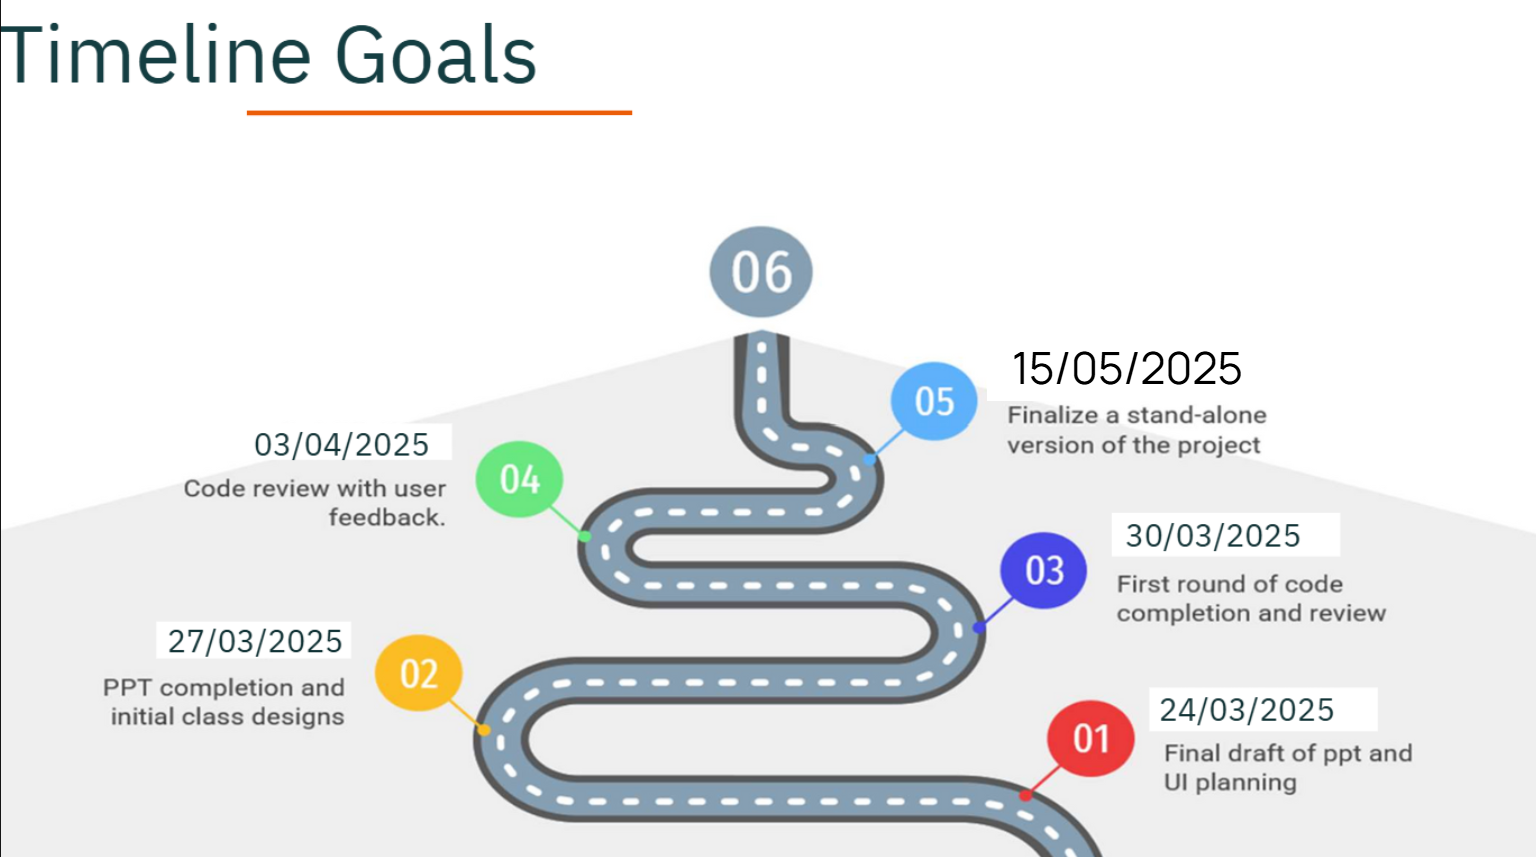 Timeline Goals
06
15/05/2025
05
Finalize a stand-alone
version of the project
03/04/2025
04
Code review with user
feedback.
30/03/2025
03
First round of code
completion and review
27/03/2025
02
PPT completion and
initial class designs
24/03/2025
01
Final draft of ppt and
UI planning